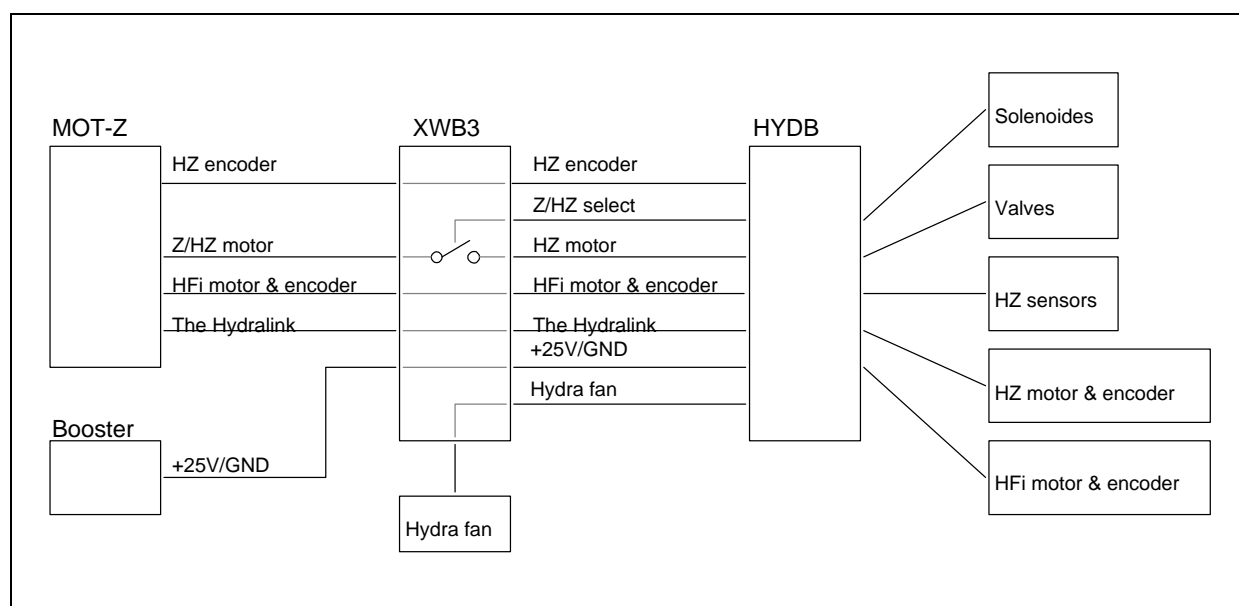 MOT-Z
XWB3
HYDB
Solenoides
HZ encoder
HZ encoder
Z/HZ select
Valves
Z/HZ motor
HZ motor
HFi motor & encoder
HFi motor & encoder
HZ sensors
The Hydralink
The Hydralink
+25V/GND
Hydra fan
HZ motor & encoder
Booster
+25V/GND
HFi motor & encoder
Hydra fan